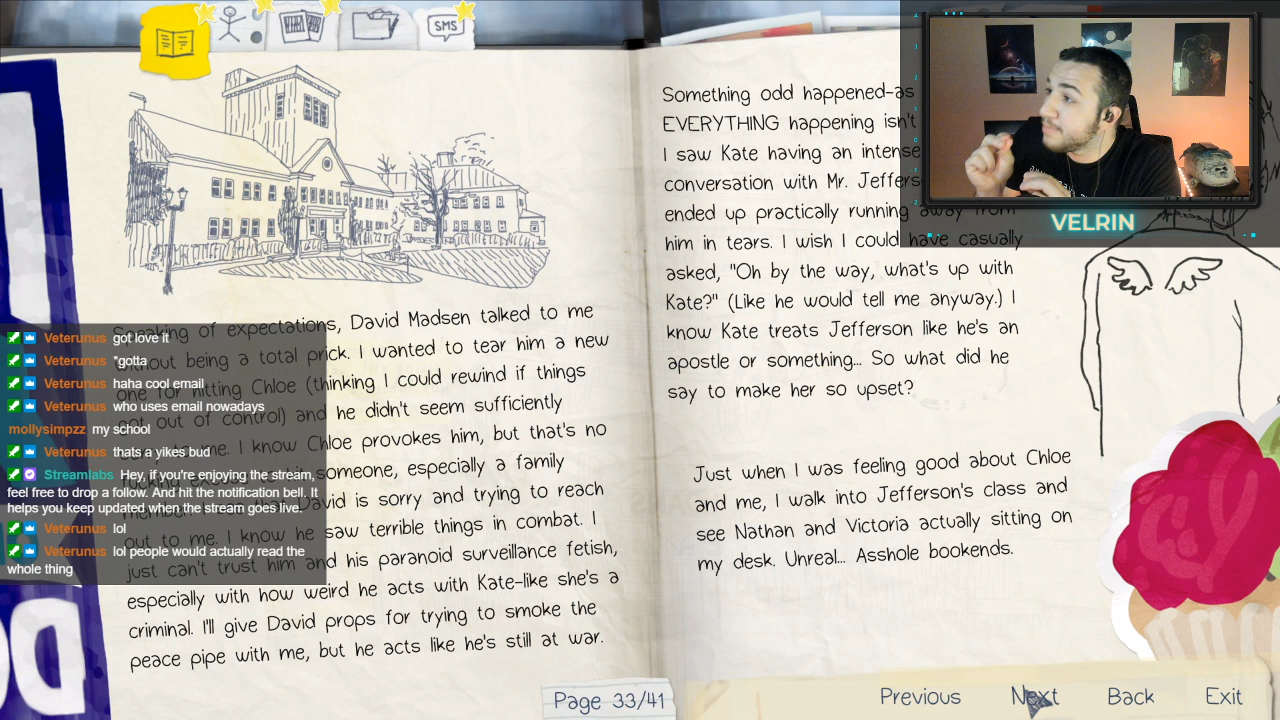 SMS
Speaking of expectations, David Madsen talked to me
without being a total prick. I wanted to tear him a new
one for hitting Chloe (thinking I could rewind if things
got out of control) and he didn't seem sufficiently
to me. I know Chloe provokes him, but that's no
someone, especially a family
David is sorry and trying to reach
out to me. I know he saw terrible things in combat. I
just can't trust him and his paranoid surveillance fetish,
especially with how weird he acts with Kate-like she's a
criminal. I'll give David props for trying to smoke the
peace pipe with me, but he acts like he's still at war.
Something odd happened-as
EVERYTHING happening isn't
I saw Kate having an intense
conversation with Mr. Jeffers
ended up practically running away from
him in tears. I wish I could have casually
asked, "Oh by the way, what's up with
Kate?" (Like he would tell me anyway.) I
know Kate treats Jefferson like he's an
apostle or something... So what did he
say to make her so upset?
Just when I was feeling good about Chloe
and me, I walk into Jefferson's class and
see Nathan and Victoria actually sitting on
my desk. Unreal... Asshole bookends.
Veterunus got love it
Veterunus *gotta
Veterunus haha cool email
Veterunus who uses email nowadays
mollysimpzz my school
Veterunus thats a yikes bud
Streamlabs Hey, if you're enjoying the stream,
feel free to drop a follow. And hit the notification bell. It
helps you keep updated when the stream goes live.
Veterunus lol
Veterunus lol people would actually read the
whole thing
VELRIN
Page 33/41
Previous Next Back Exit